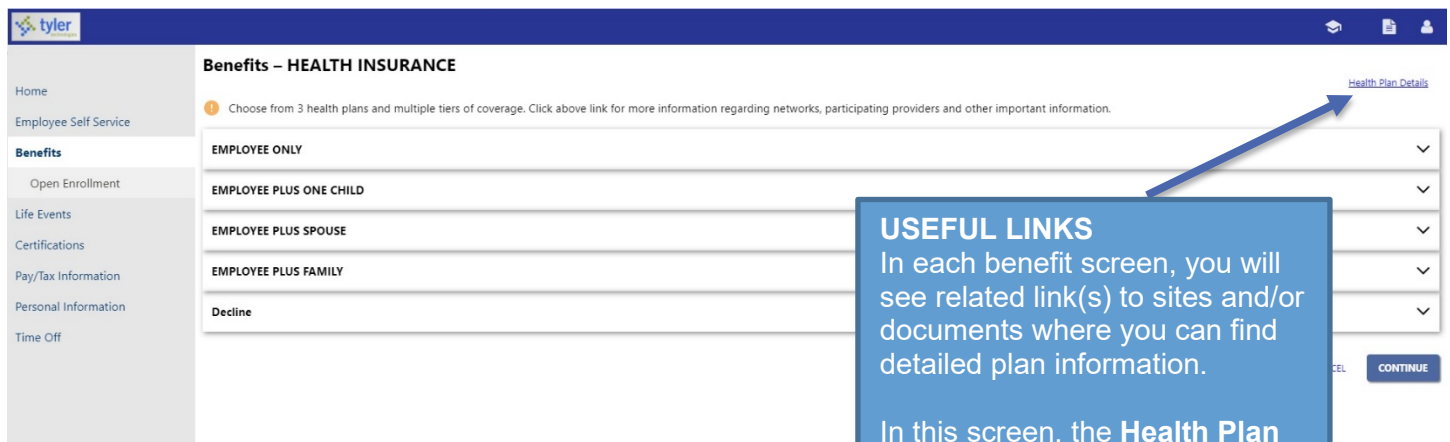 tyler
Benefits – HEALTH INSURANCE
Health Plan Details
Home
Choose from 3 health plans and multiple tiers of coverage. Click above link for more information regarding networks, participating providers and other important information.
Employee Self Service
Benefits
EMPLOYEE ONLY
Open Enrollment
EMPLOYEE PLUS ONE CHILD
Life Events
EMPLOYEE PLUS SPOUSE
Certifications
Pay/Tax Information
EMPLOYEE PLUS FAMILY
Personal Information
Decline
Time Off
USEFUL LINKS
In each benefit screen, you will
see related link(s) to sites and/or
documents where you can find
detailed plan information.
In this screen, the Health Plan
CEL
CONTINUE